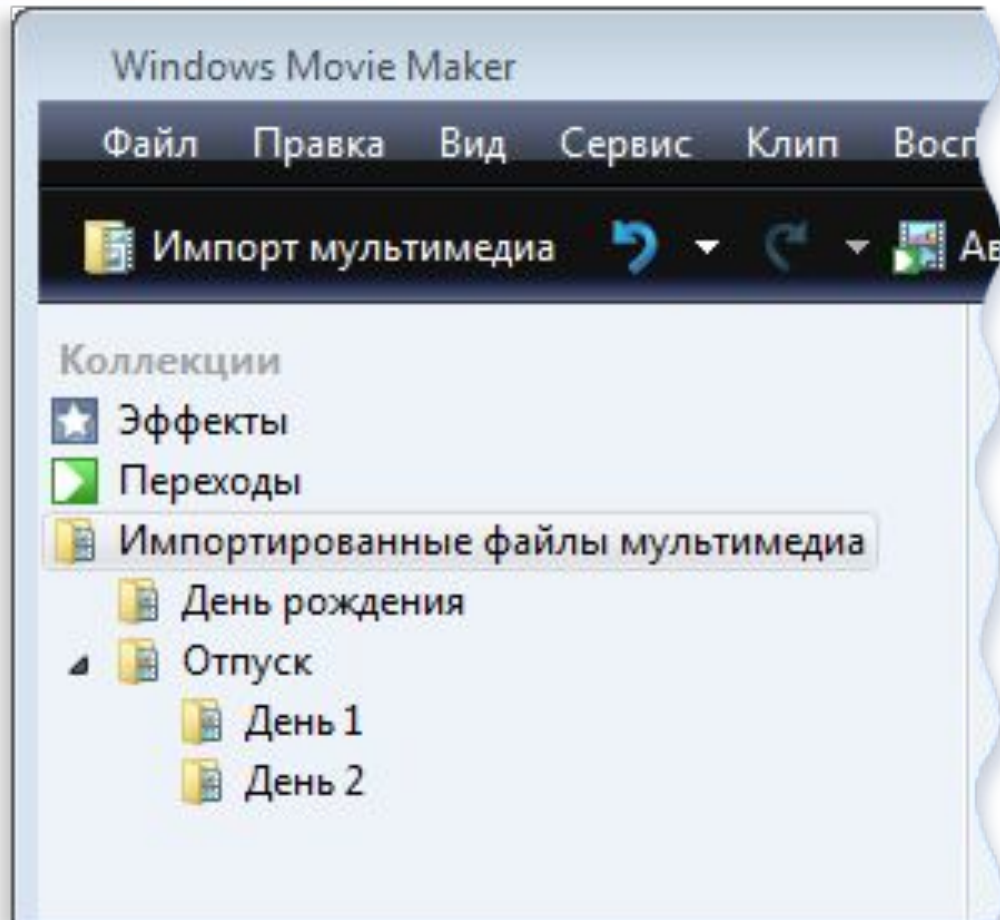 Windows Movie Maker
Файл Правка Вид Сервис Клип
Импорт мультимедиа
Коллекции
Эффекты
Переходы
Импортированные файлы мультимедиа
День рождения
Отпуск
День 1
День 2